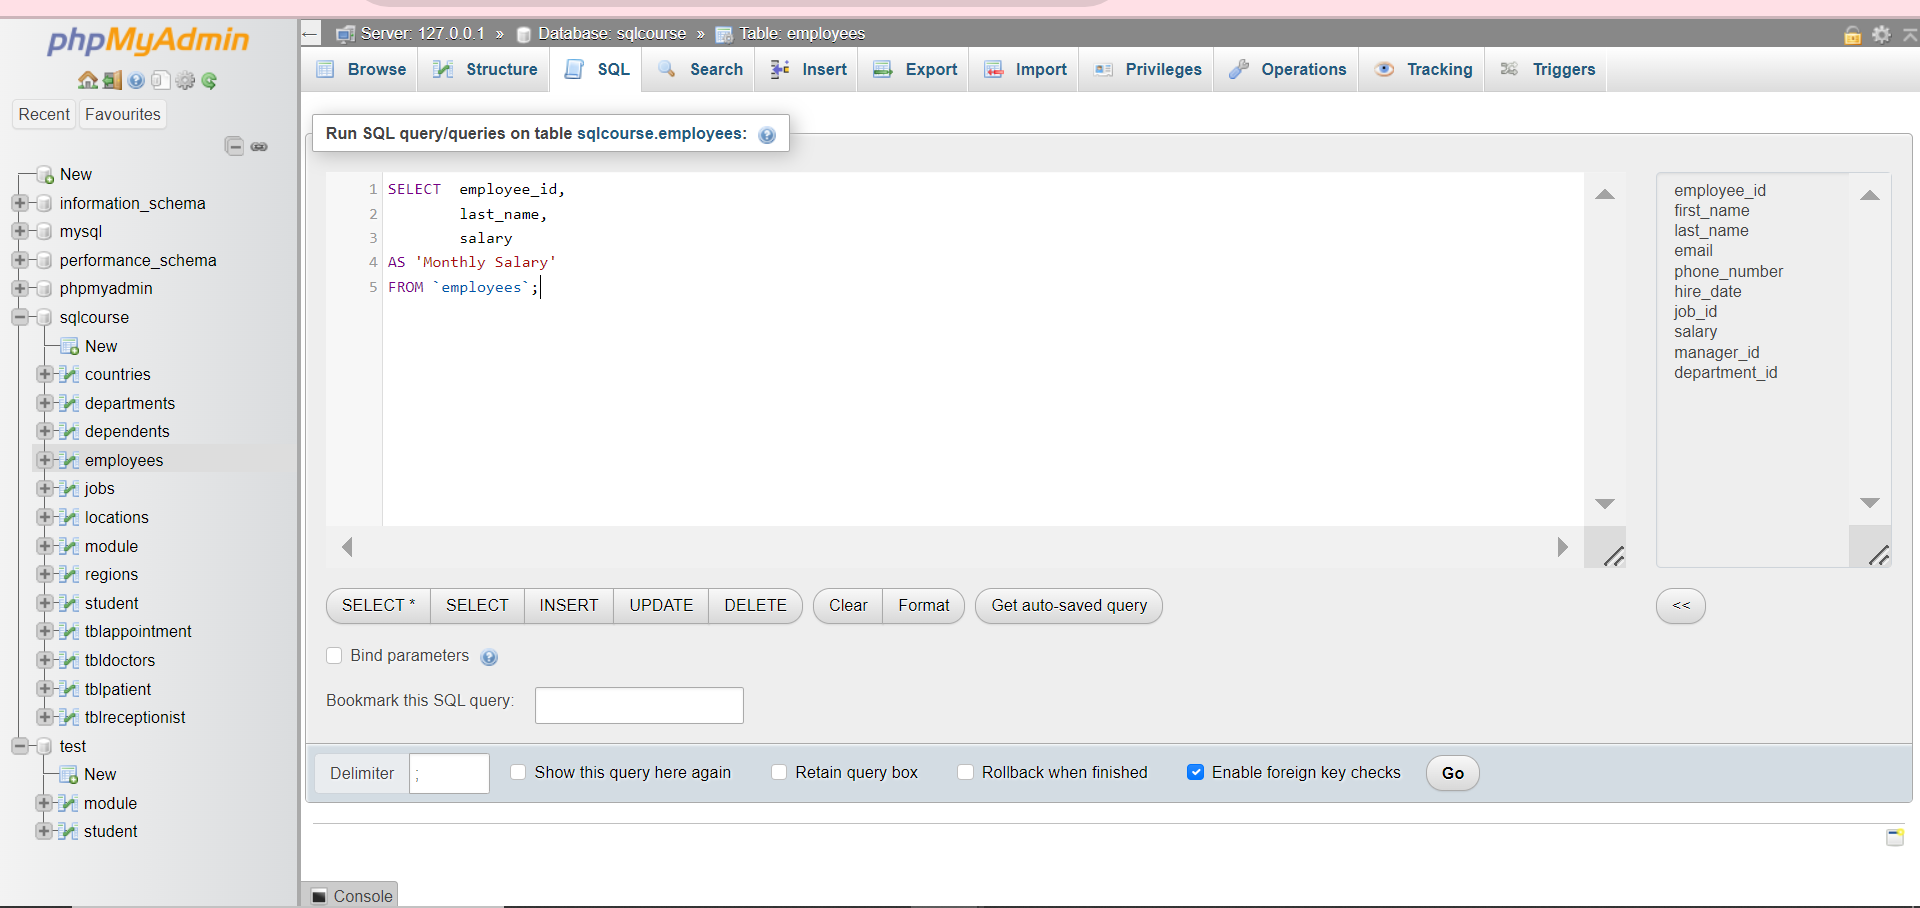 phpMyAdmin
Recent
Favourites
New
information_schema
mysql
performance_schema
phpmyadmin
sqlcourse
New
countries
departments
dependents
employees
jobs
locations
module
regions
student
tblappointment
tbldoctors
tblpatient
tblreceptionist
test
New
module
student
Server: 127.0.0.1 » Database: sqlcourse » Table: employees
Browse Structure SQL Search Insert Export Import Privileges Operations Tracking Triggers
Run SQL query/queries on table sqlcourse.employees:
1 SELECT  employee_id,
2         last_name,
3         salary
4 AS 'Monthly Salary'
5 FROM `employees`;
employee_id
first_name
last_name
email
phone_number
hire_date
job_id
salary
manager_id
department_id
SELECT * SELECT INSERT UPDATE DELETE Clear Format Get auto-saved query <<
Bind parameters
Bookmark this SQL query:
Delimiter ; Show this query here again Retain query box Rollback when finished Enable foreign key checks Go
Console